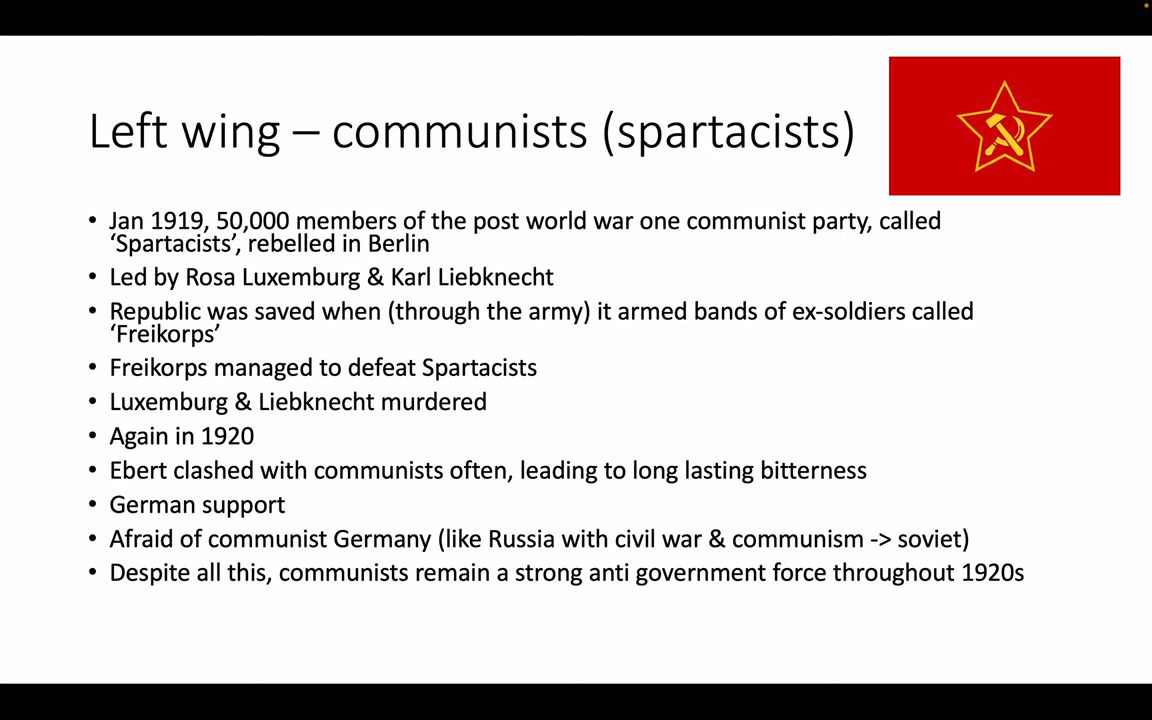 Left wing – communists (spartacists)
• Jan 1919, 50,000 members of the post world war one communist party, called
‘Spartacists’, rebelled in Berlin
• Led by Rosa Luxemburg & Karl Liebknecht
• Republic was saved when (through the army) it armed bands of ex-soldiers called
‘Freikorps’
• Freikorps managed to defeat Spartacists
• Luxemburg & Liebknecht murdered
• Again in 1920
• Ebert clashed with communists often, leading to long lasting bitterness
• German support
• Afraid of communist Germany (like Russia with civil war & communism -> soviet)
• Despite all this, communists remain a strong anti government force throughout 1920s